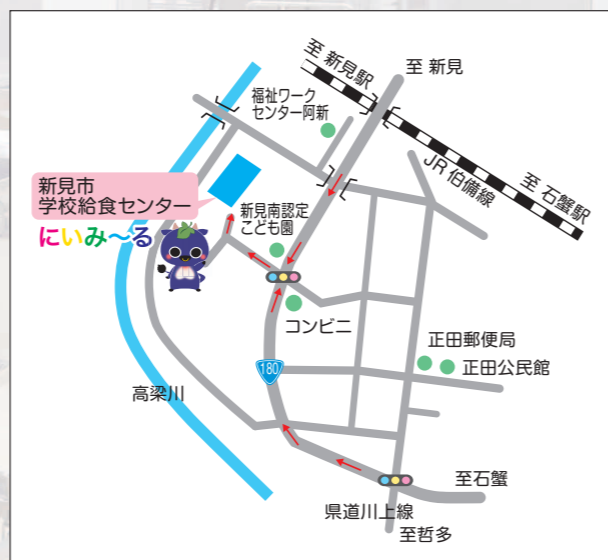 至 新見駅
至 新見
福祉ワーク
センター阿新
JR 伯備線
至 石蟹駅
新見市
学校給食センター
にいみ〜る
新見南認定
こども園
コンビニ
正田郵便局
正田公民館
180
高梁川
至石蟹
県道川上線
至哲多